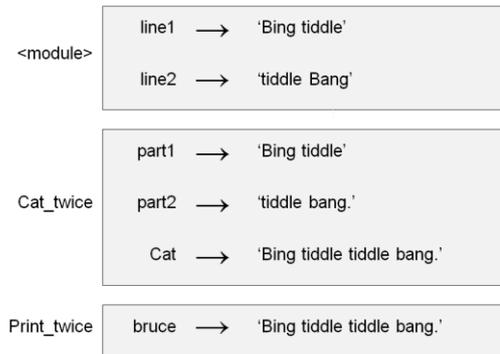 line1 → ‘Bing tiddle’
<module>
line2 → ‘tiddle Bang’
part1 → ‘Bing tiddle’
Cat_twice part2 → ‘tiddle bang.’
Cat → ‘Bing tiddle tiddle bang.’
Print_twice bruce → ‘Bing tiddle tiddle bang.’